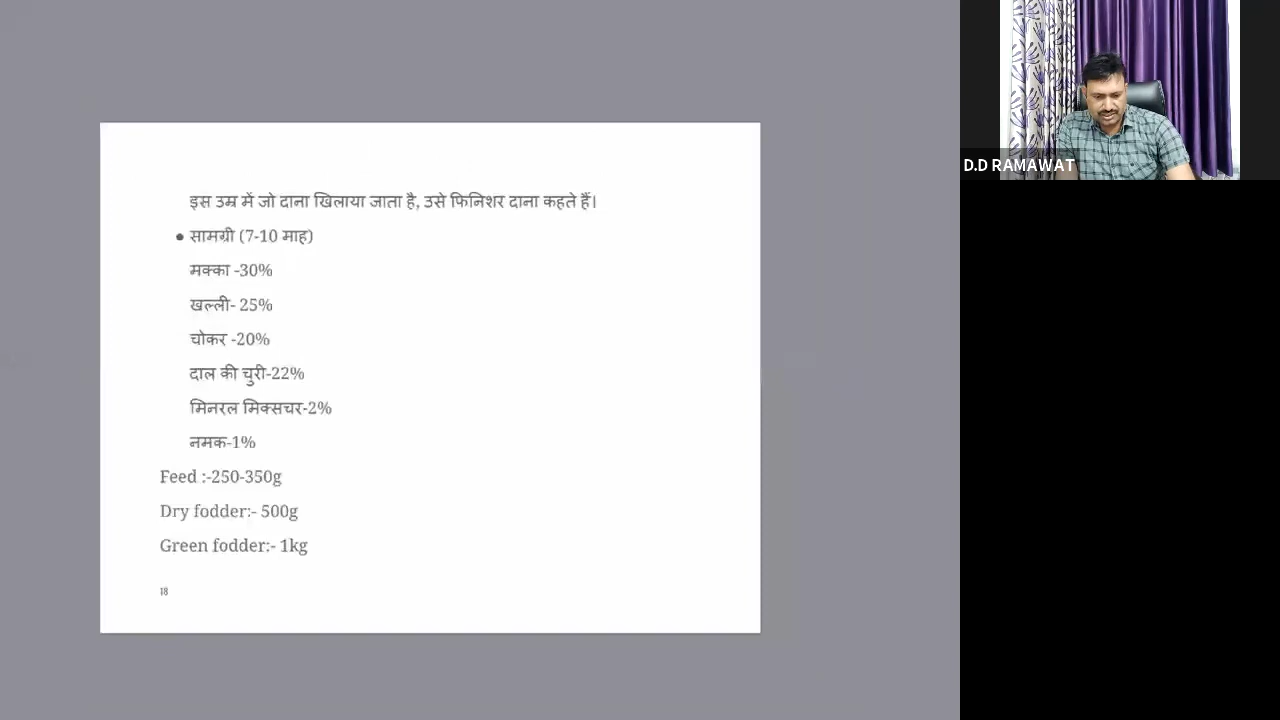 इस उम्र में जो दाना खिलाया जाता है, उसे फिनिशर दाना कहते हैं।
● सामग्री (7-10 माह)
मक्का -30%
खल्ली- 25%
चोकर -20%
दाल की चुरी-22%
मिनरल मिक्सचर-2%
नमक-1%
Feed :-250-350g
Dry fodder:- 500g
Green fodder:- 1kg
18
D.D RAMAWAT